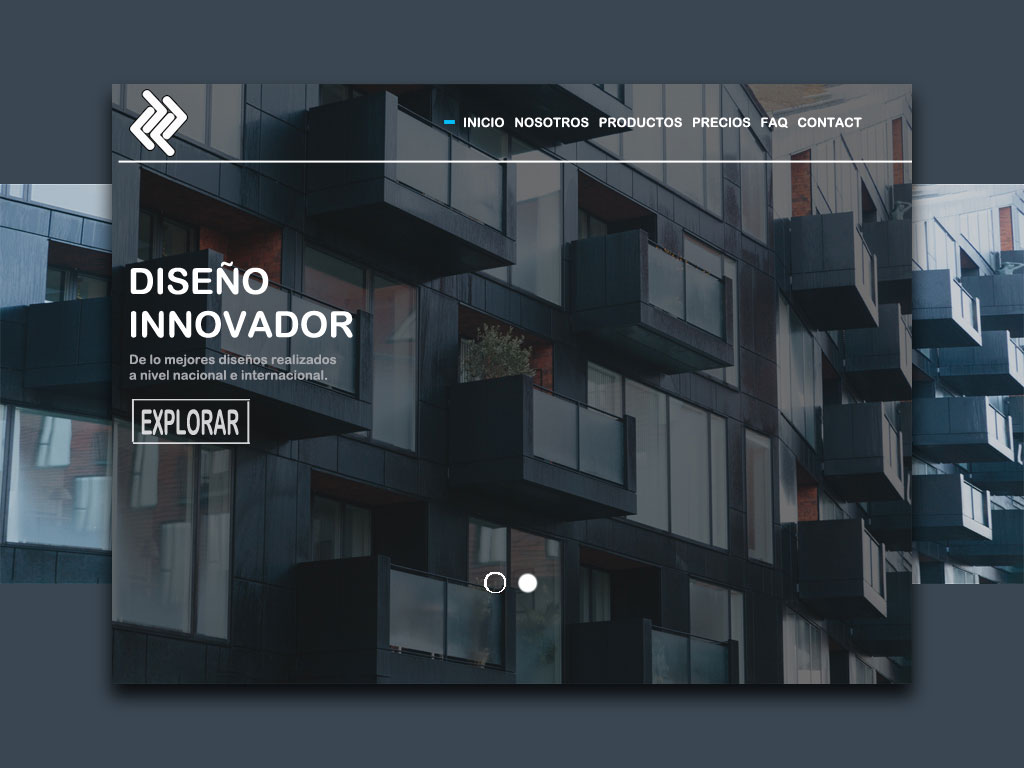 INICIO NOSOTROS PRODUCTOS PRECIOS FAQ CONTACT
DISEÑO
INNOVADOR
De lo mejores diseños realizados
a nivel nacional e internacional.
EXPLORAR